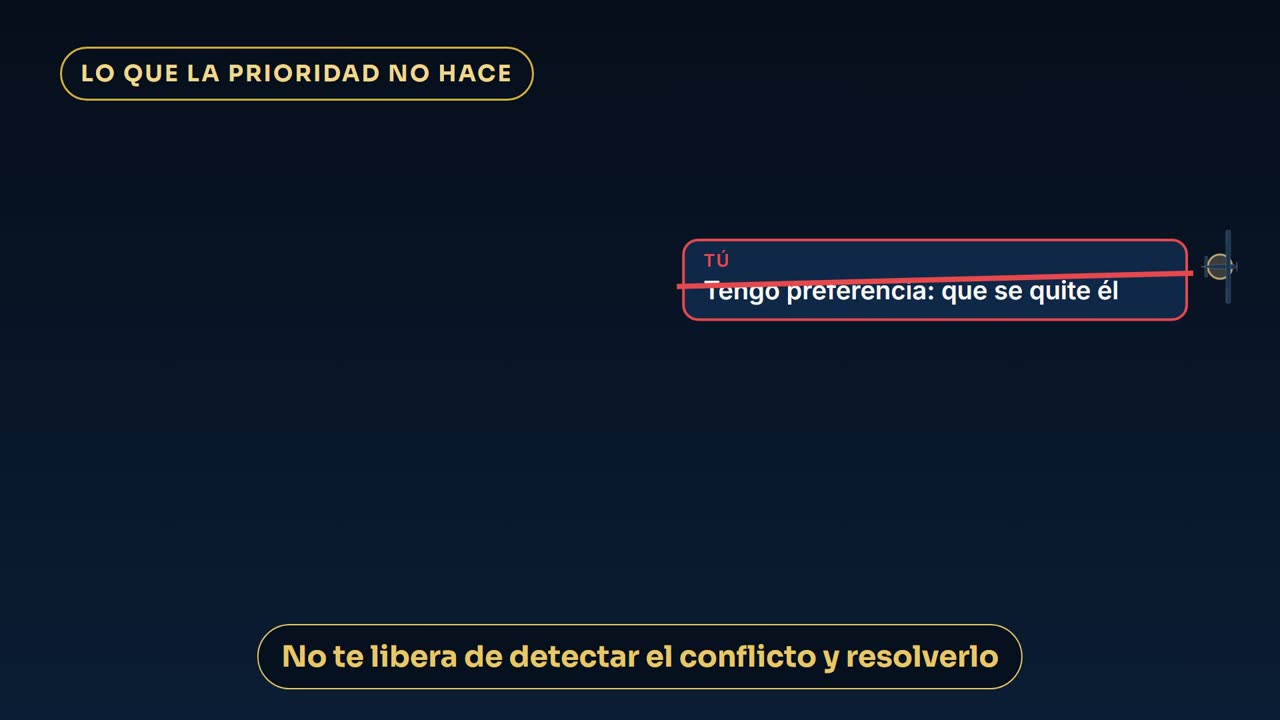 LO QUE LA PRIORIDAD NO HACE
TÚ
Tengo preferencia: que se quite él
No te libera de detectar el conflicto y resolverlo